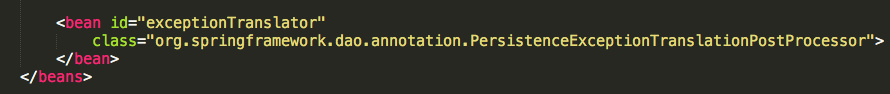 <bean id="exceptionTranslator"
class="org.springframework.dao.annotation.PersistenceExceptionTranslationPostProcessor">
</bean>
</beans>